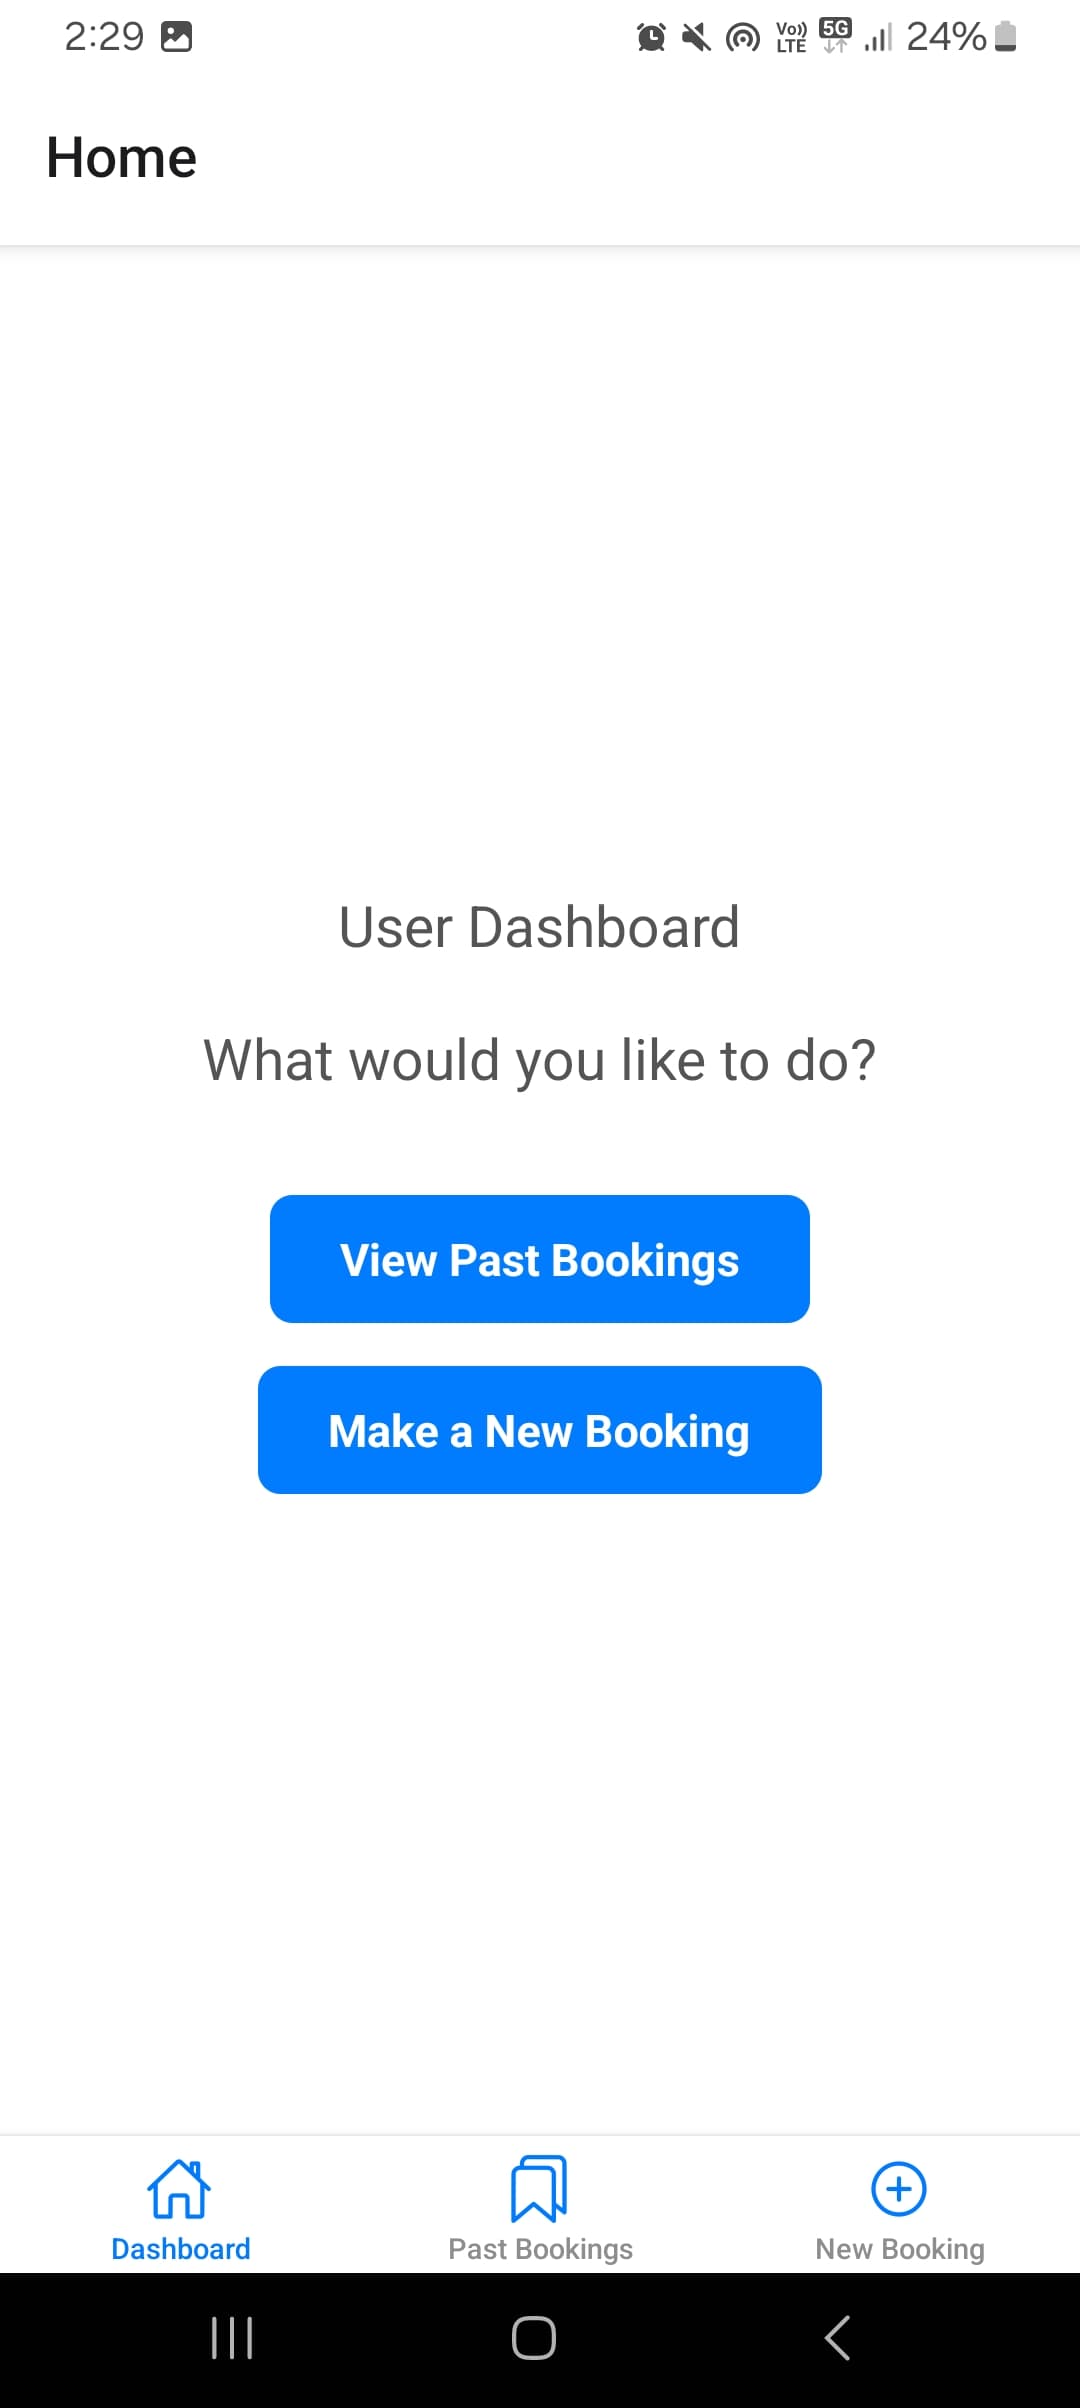 2:29 Vo)) LTE 5G 24%
Home
User Dashboard
What would you like to do?
View Past Bookings
Make a New Booking
Dashboard Past Bookings New Booking